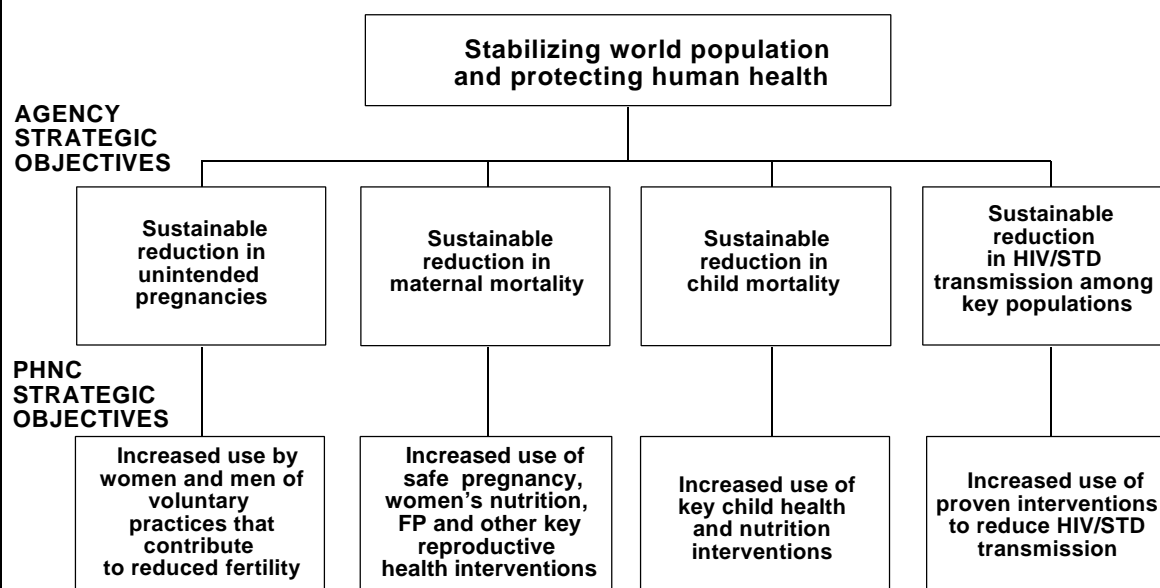 Stabilizing world population
and protecting human health
AGENCY
STRATEGIC
OBJECTIVES
Sustainable
reduction in
unintended
pregnancies
Sustainable
reduction in
maternal mortality
Sustainable
reduction in
child mortality
Sustainable
reduction
in HIV/STD
transmission among
key populations
PHNC
STRATEGIC
OBJECTIVES
Increased use by
women and men of
voluntary
practices that
contribute
to reduced fertility
Increased use of
safe pregnancy,
women's nutrition,
FP and other key
reproductive
health interventions
Increased use of
key child health
and nutrition
interventions
Increased use of
proven interventions
to reduce HIV/STD
transmission